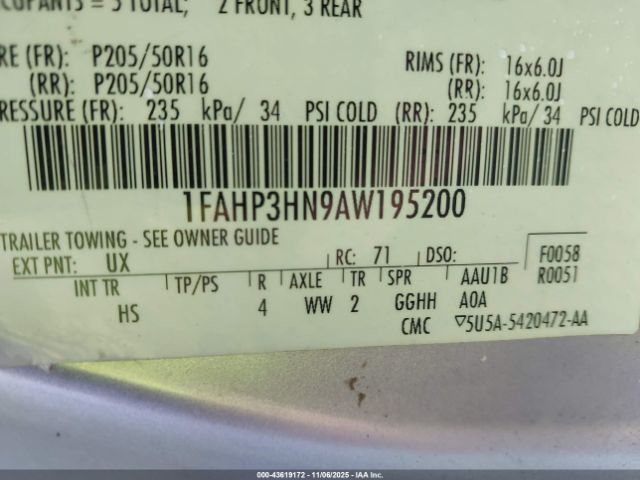 CUPANTS = 5 TOTAL; 2 FRONT, 3 REAR
RE (FR): P205/50R16 RIMS (FR): 16x6.0J
(RR): P205/50R16 (RR): 16x6.0J
RESSURE (FR): 235 kPa/ 34 PSI COLD (RR): 235 kPa/ 34 PSI COLD
1FAHP3HN9AW195200
TRAILER TOWING - SEE OWNER GUIDE
EXT PNT: UX RC: 71 DSO: F0058
INT TR TP/PS R AXLE TR SPR AAU1B R0051
HS 4 WW 2 GGHH A0A
CMC ▽5U5A-5420472-AA
000-43619172 - 11/06/2025 - IAA Inc.